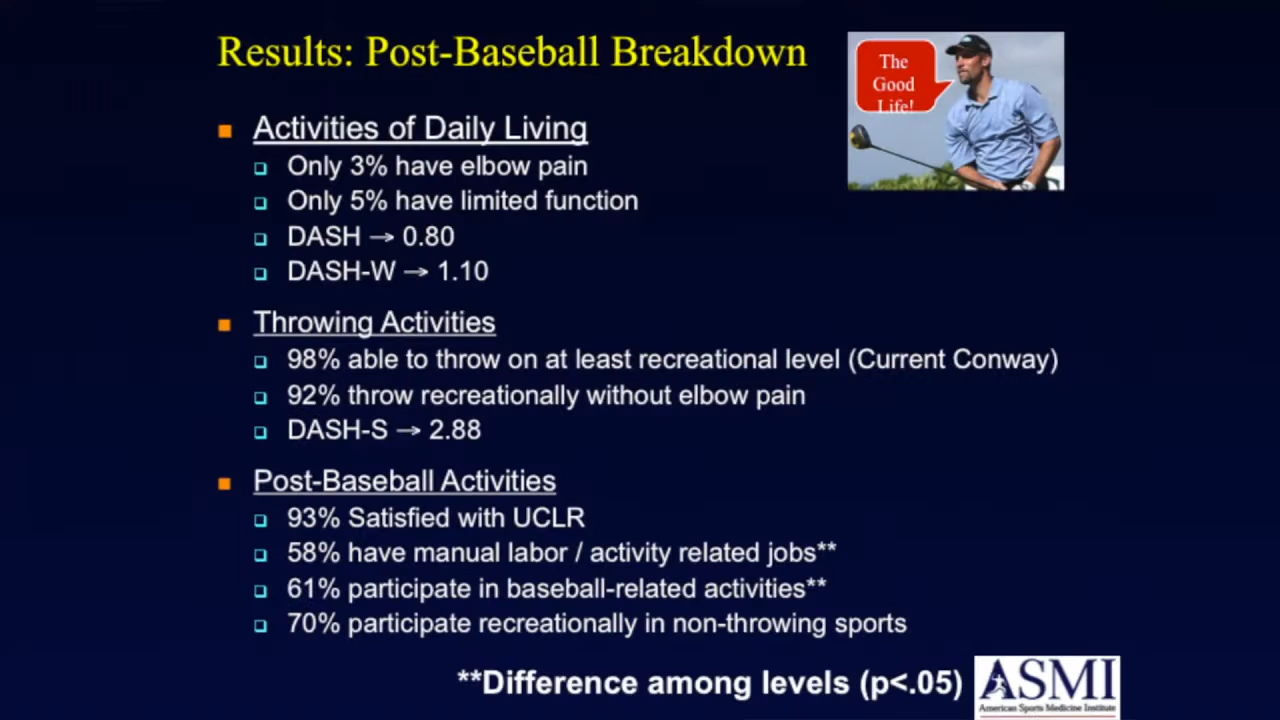 Results: Post-Baseball Breakdown
The
Good
Life!
Activities of Daily Living
Only 3% have elbow pain
Only 5% have limited function
DASH → 0.80
DASH-W → 1.10
Throwing Activities
98% able to throw on at least recreational level (Current Conway)
92% throw recreationally without elbow pain
DASH-S → 2.88
Post-Baseball Activities
93% Satisfied with UCLR
58% have manual labor / activity related jobs**
61% participate in baseball-related activities**
70% participate recreationally in non-throwing sports
**Difference among levels (p<.05)
ASMI
American Sports Medicine Institute